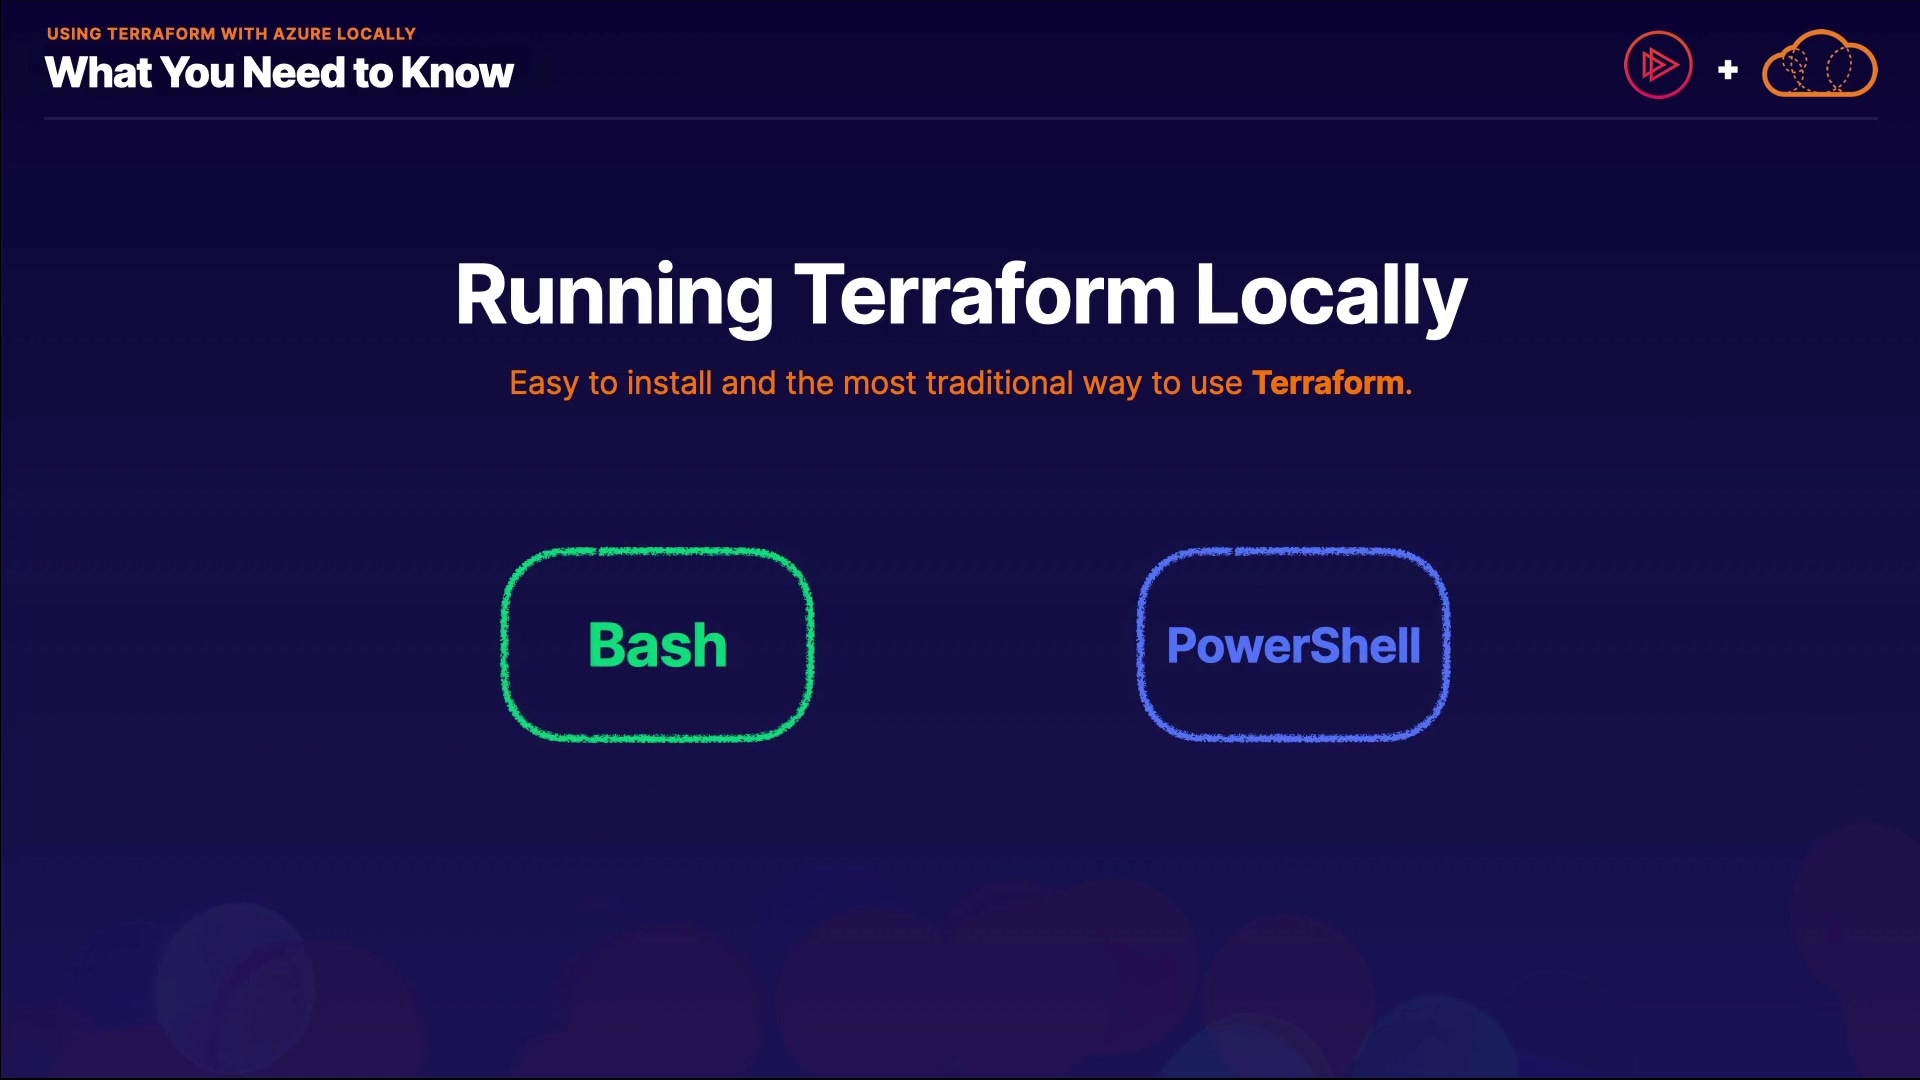 USING TERRAFORM WITH AZURE LOCALLY
What You Need to Know
Running Terraform Locally
Easy to install and the most traditional way to use Terraform.
Bash
PowerShell